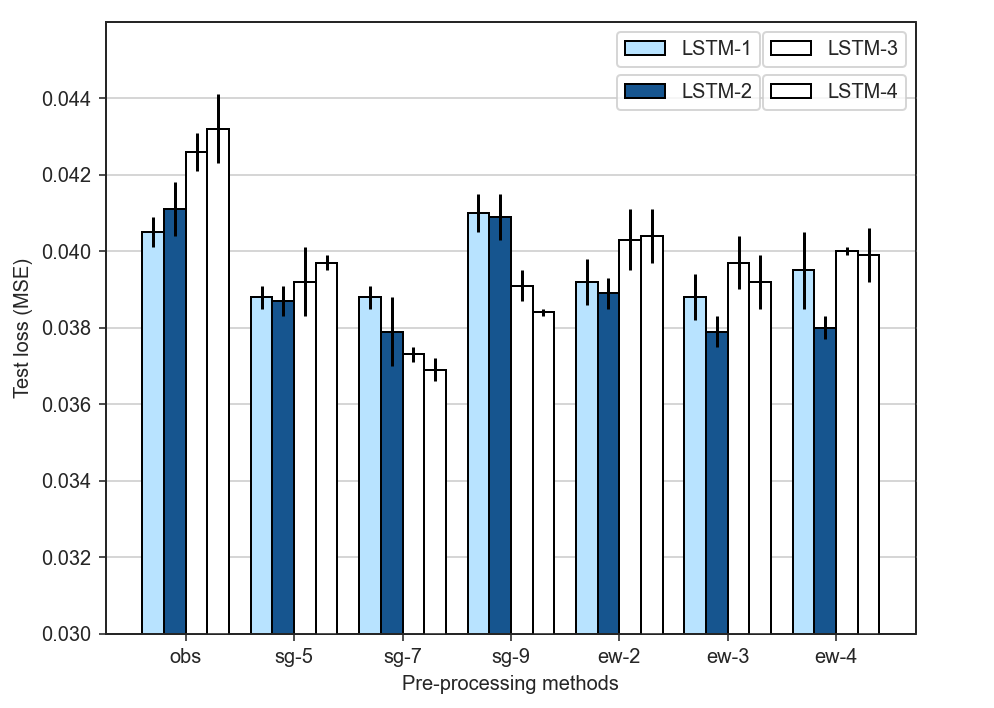 LSTM-1 LSTM-3
LSTM-2 LSTM-4
0.044
0.042
0.040
0.038
0.036
0.034
0.032
0.030
Test loss (MSE)
obs sg-5 sg-7 sg-9 ew-2 ew-3 ew-4
Pre-processing methods